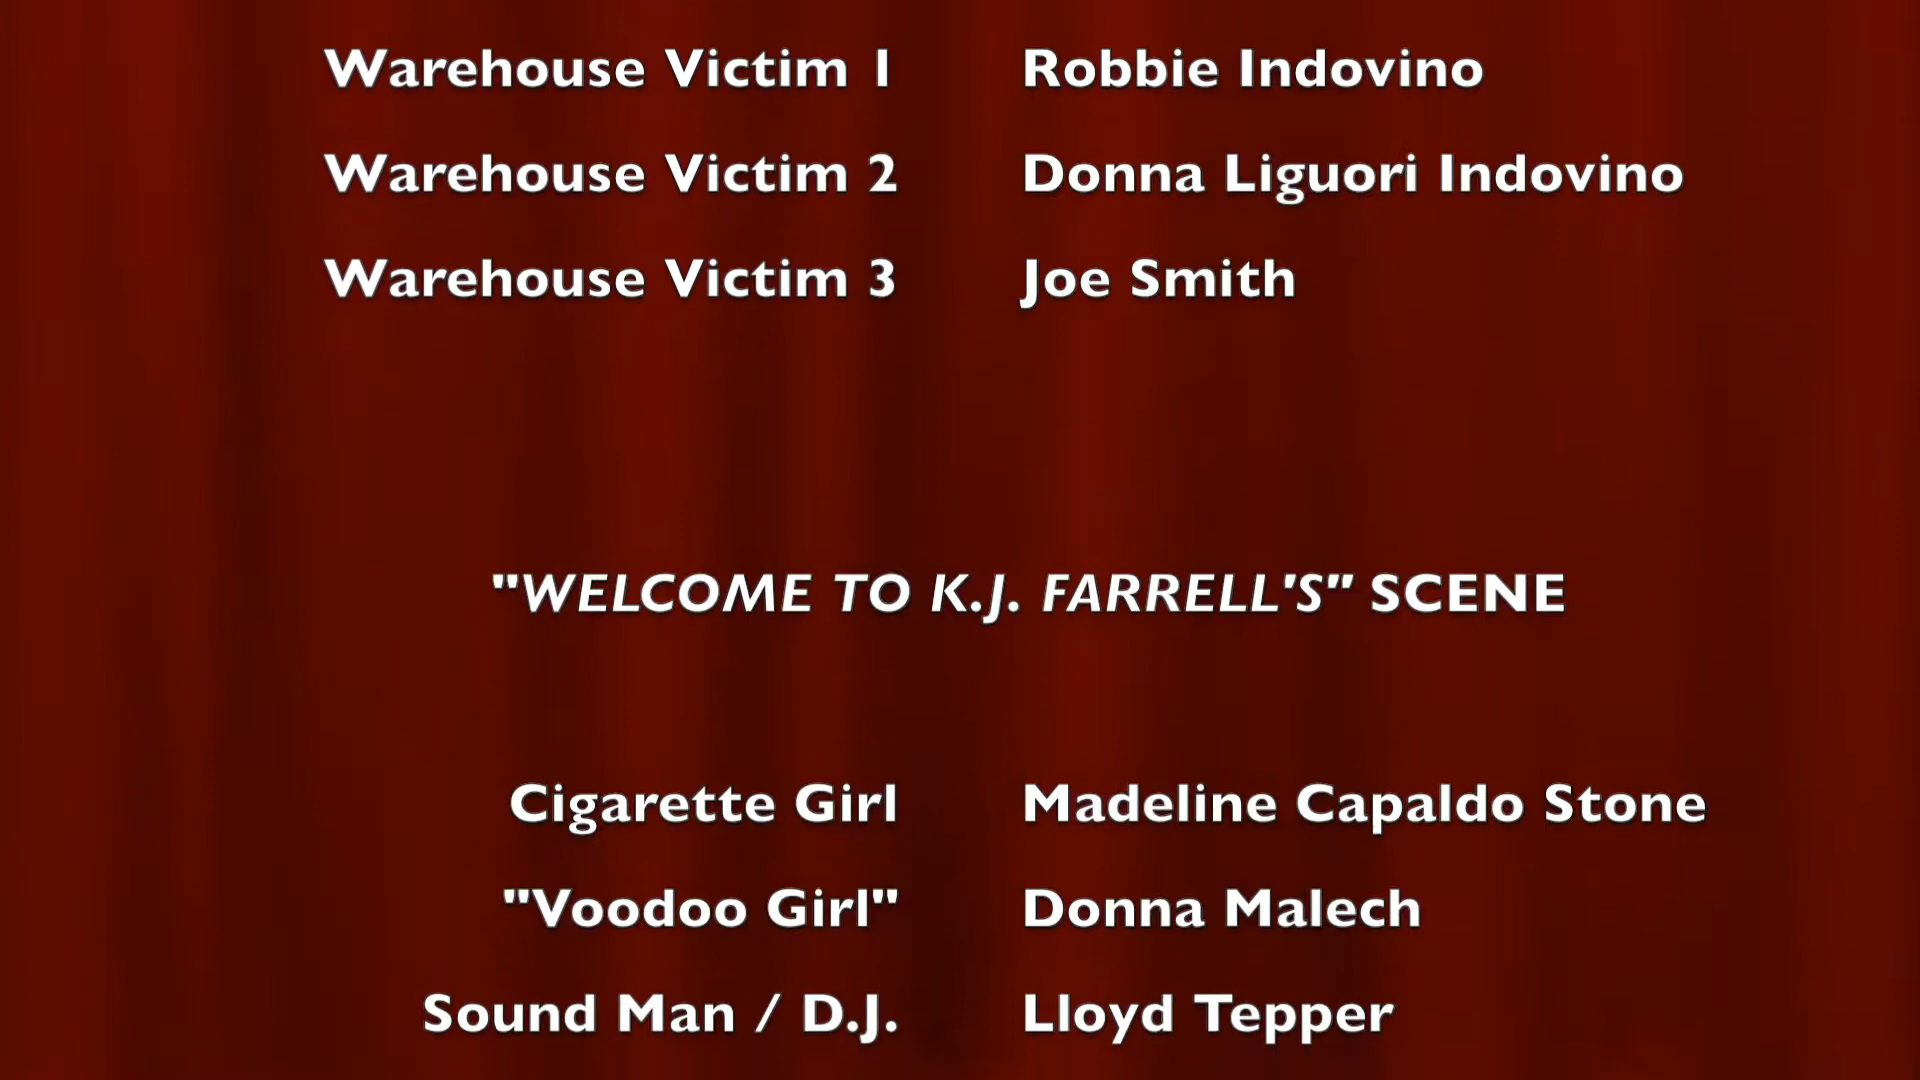 Warehouse Victim 1 Robbie Indovino
Warehouse Victim 2 Donna Liguori Indovino
Warehouse Victim 3 Joe Smith
"WELCOME TO K.J. FARRELL'S" SCENE
Cigarette Girl Madeline Capaldo Stone
"Voodoo Girl" Donna Malech
Sound Man / D.J. Lloyd Tepper